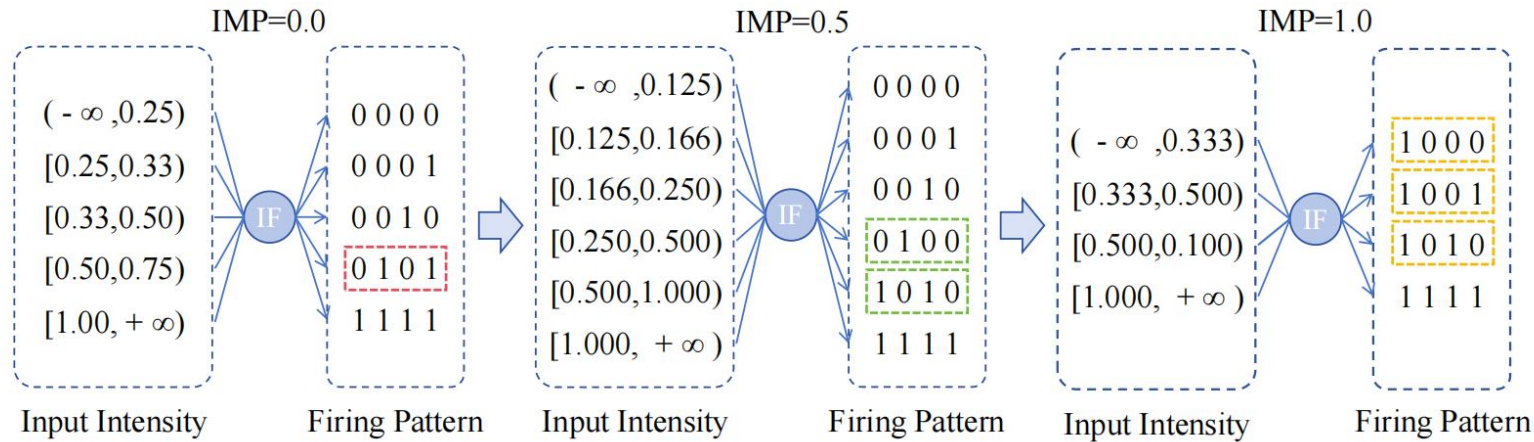 IMP=0.0
( - ∞ ,0.25)
[0.25,0.33)
[0.33,0.50)
[0.50,0.75)
[1.00, + ∞)
IF
0 0 0 0
0 0 0 1
0 0 1 0
0 1 0 1
1 1 1 1
Input Intensity
Firing Pattern
IMP=0.5
( - ∞ ,0.125)
[0.125,0.166)
[0.166,0.250)
[0.250,0.500)
[0.500,1.000)
[1.000, + ∞ )
IF
0 0 0 0
0 0 0 1
0 0 1 0
0 1 0 0
1 0 1 0
1 1 1 1
Input Intensity
Firing Pattern
IMP=1.0
( - ∞ ,0.333)
[0.333,0.500)
[0.500,0.100)
[1.000, + ∞)
IF
1 0 0 0
1 0 0 1
1 0 1 0
1 1 1 1
Input Intensity
Firing Pattern